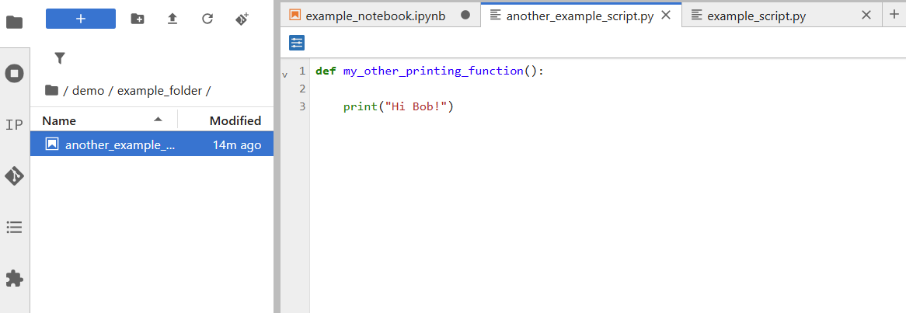 example_notebook.ipynb
another_example_script.py
example_script.py
/ demo / example_folder /
Name Modified
another_example_... 14m ago
IP
1 def my_other_printing_function():
2
3 print("Hi Bob!")